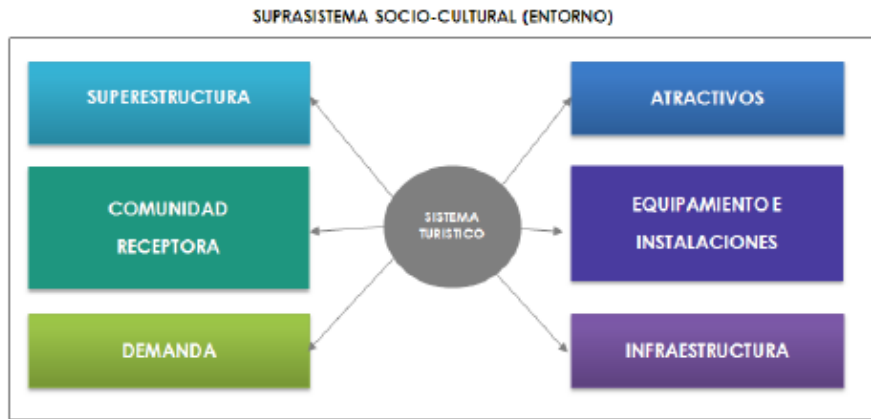 SUPRASISTEMA SOCIO-CULTURAL (ENTORNO)
SUPERESTRUCTURA
COMUNIDAD
RECEPTORA
DEMANDA
SISTEMA
TURISTICO
ATRACTIVOS
EQUIPAMIENTO E
INSTALACIONES
INFRAESTRUCTURA